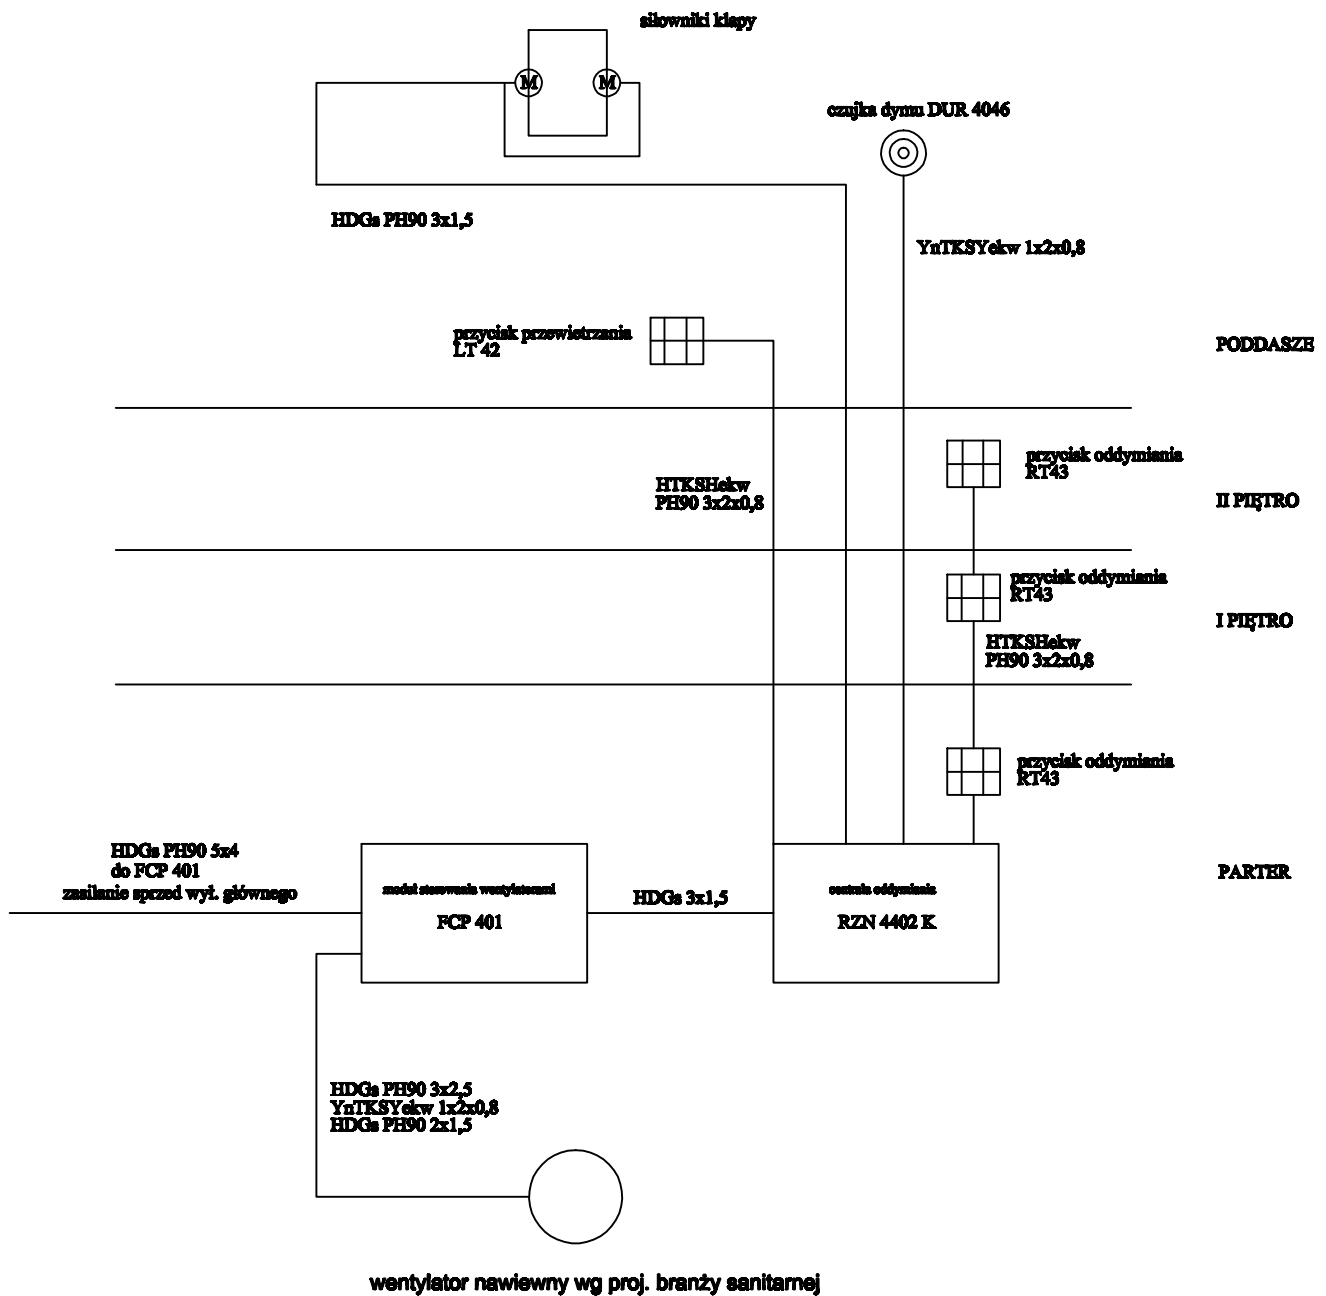 siłowniki klapy
M
M
czujka dymu DUR 4046
HDGs PH90 3x1,5
YnTKSYekw 1x2x0,8
przycisk przewietrzania
LT 42
PODDASZE
przycisk oddymiania
RT43
HTKSHekw
PH90 3x2x0,8
II PIĘTRO
przycisk oddymiania
RT43
I PIĘTRO
HTKSHekw
PH90 3x2x0,8
przycisk oddymiania
RT43
HDGs PH90 5x4
do FCP 401
zasilanie sprzed wył. głównego
moduł sterowania wentylatorami
FCP 401
HDGs 3x1,5
centrala oddymiania
RZN 4402 K
PARTER
HDGs PH90 3x2,5
YnTKSYekw 1x2x0,8
HDGs PH90 2x1,5
wentylator nawiewny wg proj. branży sanitarnej